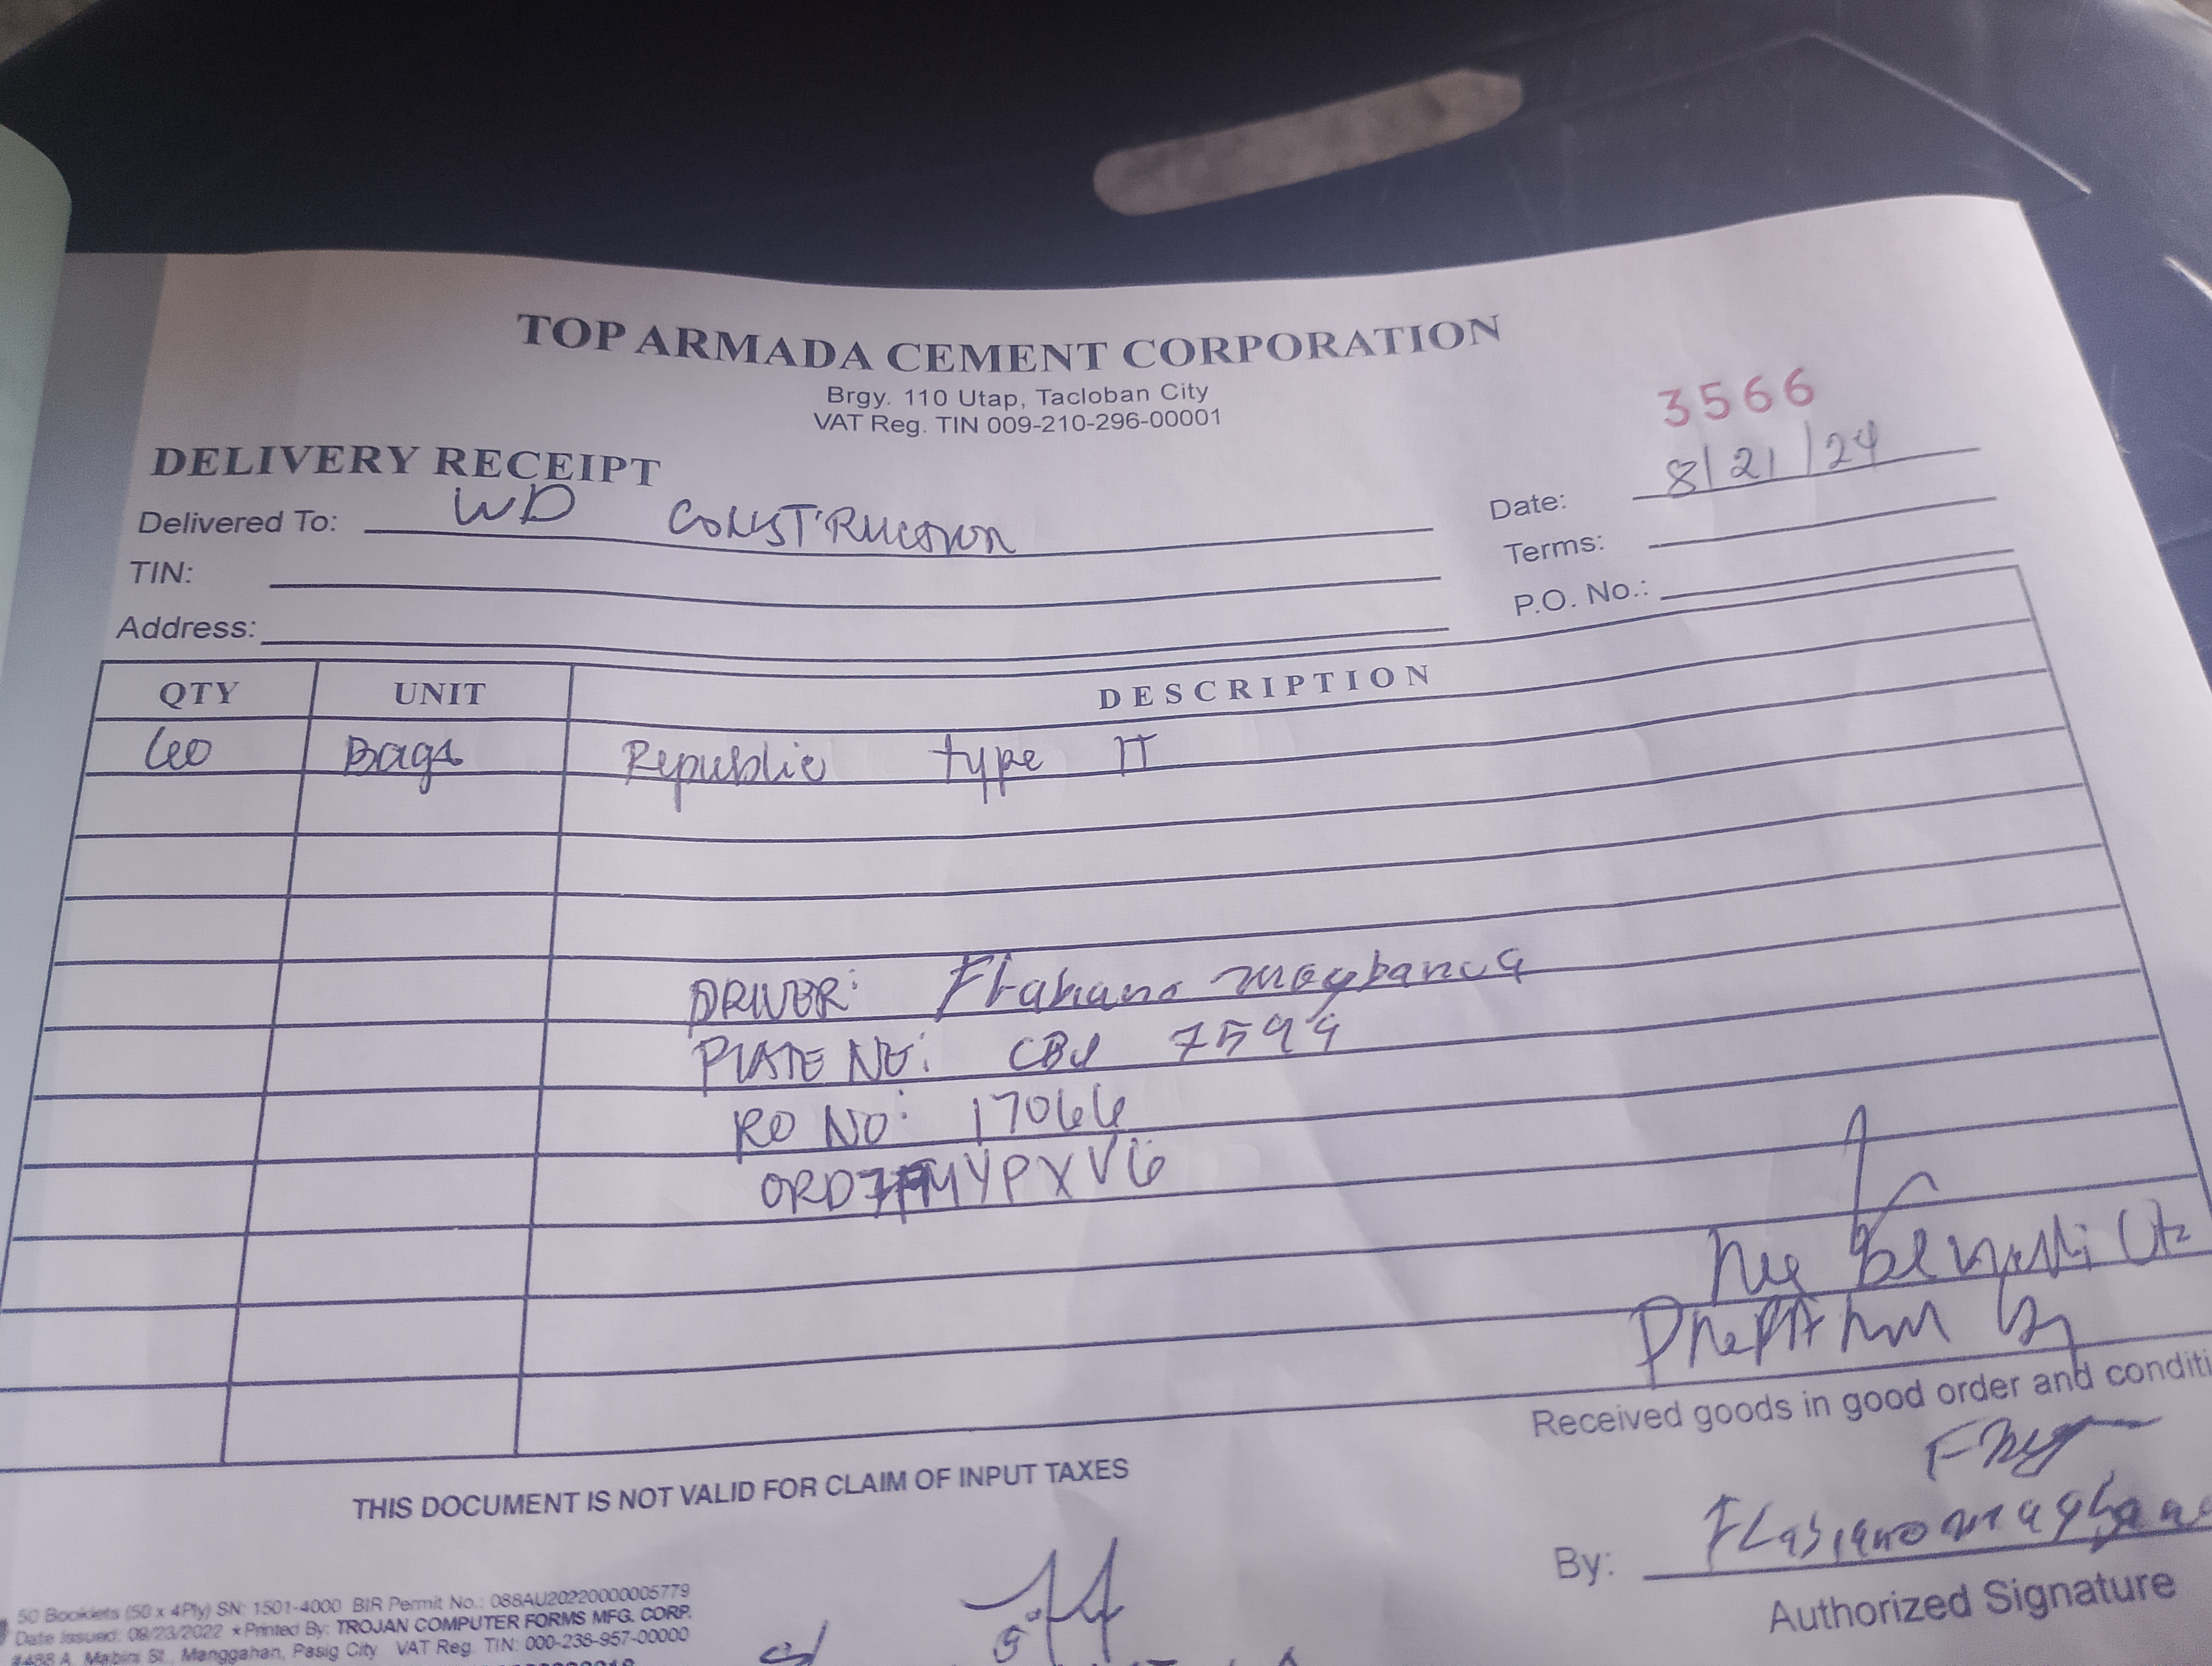 TOP ARMADA CEMENT CORPORATION
Brgy. 110 Utap, Tacloban City
VAT Reg. TIN 009-210-296-00001
3566
DELIVERY RECEIPT
Delivered To: WD CONSTRUCTION
Date: 8/21/24
TIN:
Terms:
Address:
P.O. No.:
QTY UNIT DESCRIPTION
60 Bags Republic type II
DRIVER: Flabiano magbanua
PLATE NO:
RO NO: 17066
Received goods in good order and conditi
THIS DOCUMENT IS NOT VALID FOR CLAIM OF INPUT TAXES
By: Flabiano magbanua
Authorized Signature
50 Booklets (50 x 4Ply) SN: 1501-4000 BIR Permit No.: 088AU20220000005779
Date Issued: 09/23/2022 ★ Printed By: TROJAN COMPUTER FORMS MFG. CORP.
#488 A. Mabini St., Manggahan, Pasig City VAT Reg. TIN: 000-238-957-00000